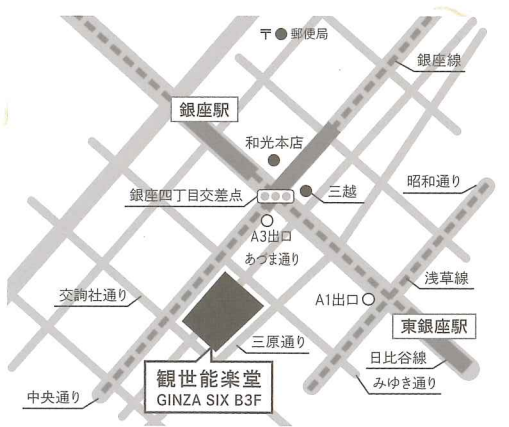 〒 郵便局
銀座線
銀座駅
和光本店
昭和通り
銀座四丁目交差点
三越
A3出口
あづま通り
浅草線
交詢社通り
A1出口
東銀座駅
三原通り
日比谷線
観世能楽堂
GINZA SIX B3F
みゆき通り
中央通り